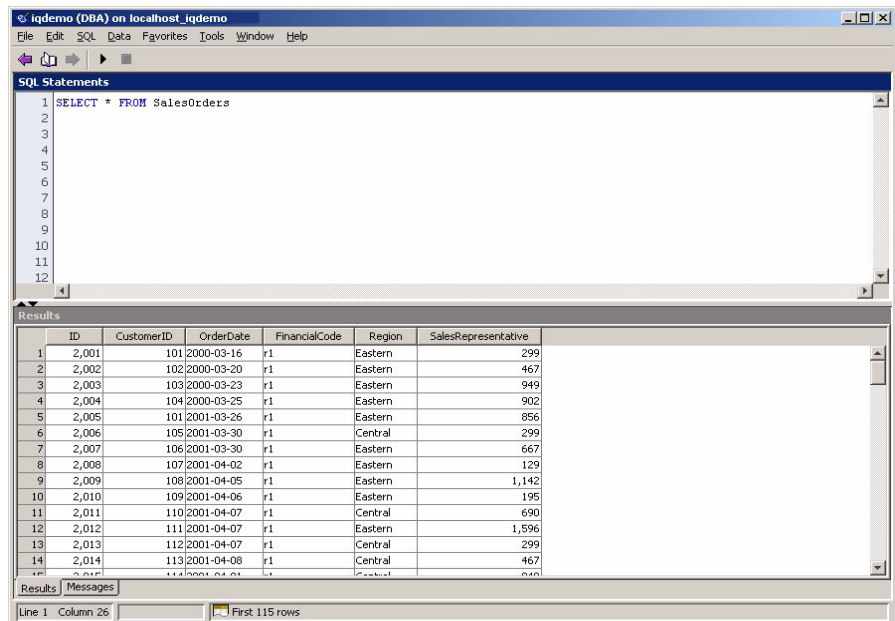 iqdemo (DBA) on localhost_iqdemo
File Edit SQL Data Favorites Tools Window Help
SQL Statements
1 SELECT * FROM SalesOrders
2
3
4
5
6
7
8
9
10
11
12
Results
ID CustomerID OrderDate FinancialCode Region SalesRepresentative
1 2,001 101 2000-03-16 r1 Eastern 299
2 2,002 102 2000-03-20 r1 Eastern 467
3 2,003 103 2000-03-23 r1 Eastern 949
4 2,004 104 2000-03-25 r1 Eastern 902
5 2,005 101 2001-03-26 r1 Eastern 856
6 2,006 105 2001-03-30 r1 Central 299
7 2,007 106 2001-03-30 r1 Eastern 667
8 2,008 107 2001-04-02 r1 Eastern 129
9 2,009 108 2001-04-05 r1 Eastern 1,142
10 2,010 109 2001-04-06 r1 Eastern 195
11 2,011 110 2001-04-07 r1 Central 690
12 2,012 111 2001-04-07 r1 Eastern 1,596
13 2,013 112 2001-04-07 r1 Central 299
14 2,014 113 2001-04-08 r1 Central 467
Results Messages
Line 1 Column 26 First 115 rows